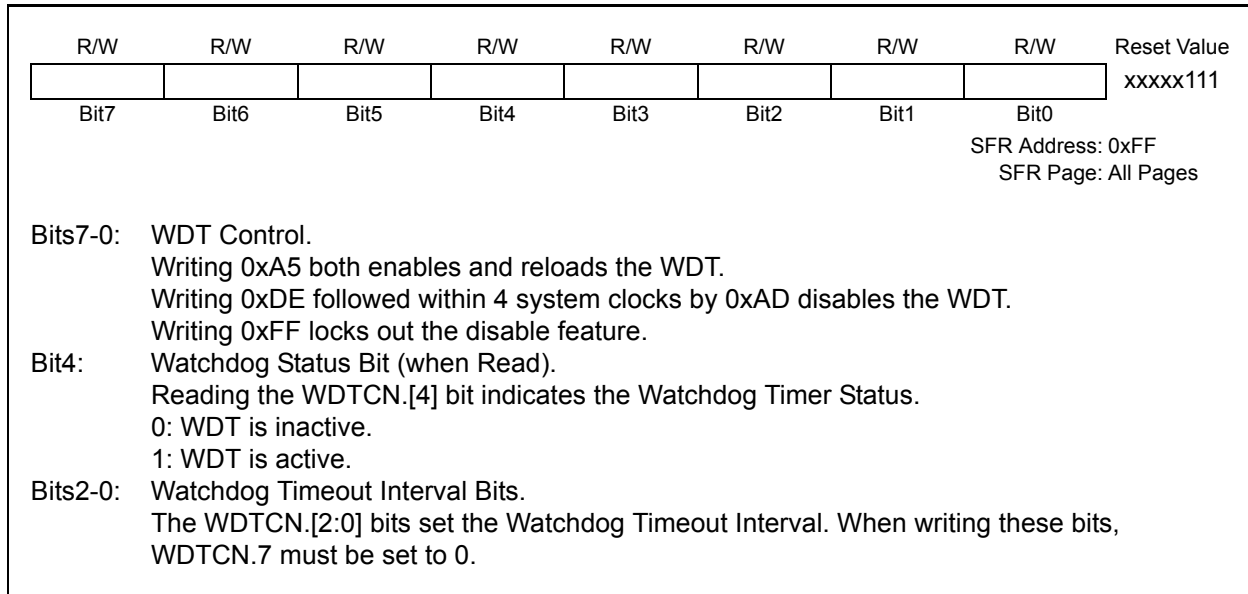 R/W R/W R/W R/W R/W R/W R/W R/W Reset Value
xxxxx111
Bit7 Bit6 Bit5 Bit4 Bit3 Bit2 Bit1 Bit0
SFR Address: 0xFF
SFR Page: All Pages
Bits7-0: WDT Control.
Writing 0xA5 both enables and reloads the WDT.
Writing 0xDE followed within 4 system clocks by 0xAD disables the WDT.
Writing 0xFF locks out the disable feature.
Bit4: Watchdog Status Bit (when Read).
Reading the WDTCN.[4] bit indicates the Watchdog Timer Status.
0: WDT is inactive.
1: WDT is active.
Bits2-0: Watchdog Timeout Interval Bits.
The WDTCN.[2:0] bits set the Watchdog Timeout Interval. When writing these bits,
WDTCN.7 must be set to 0.